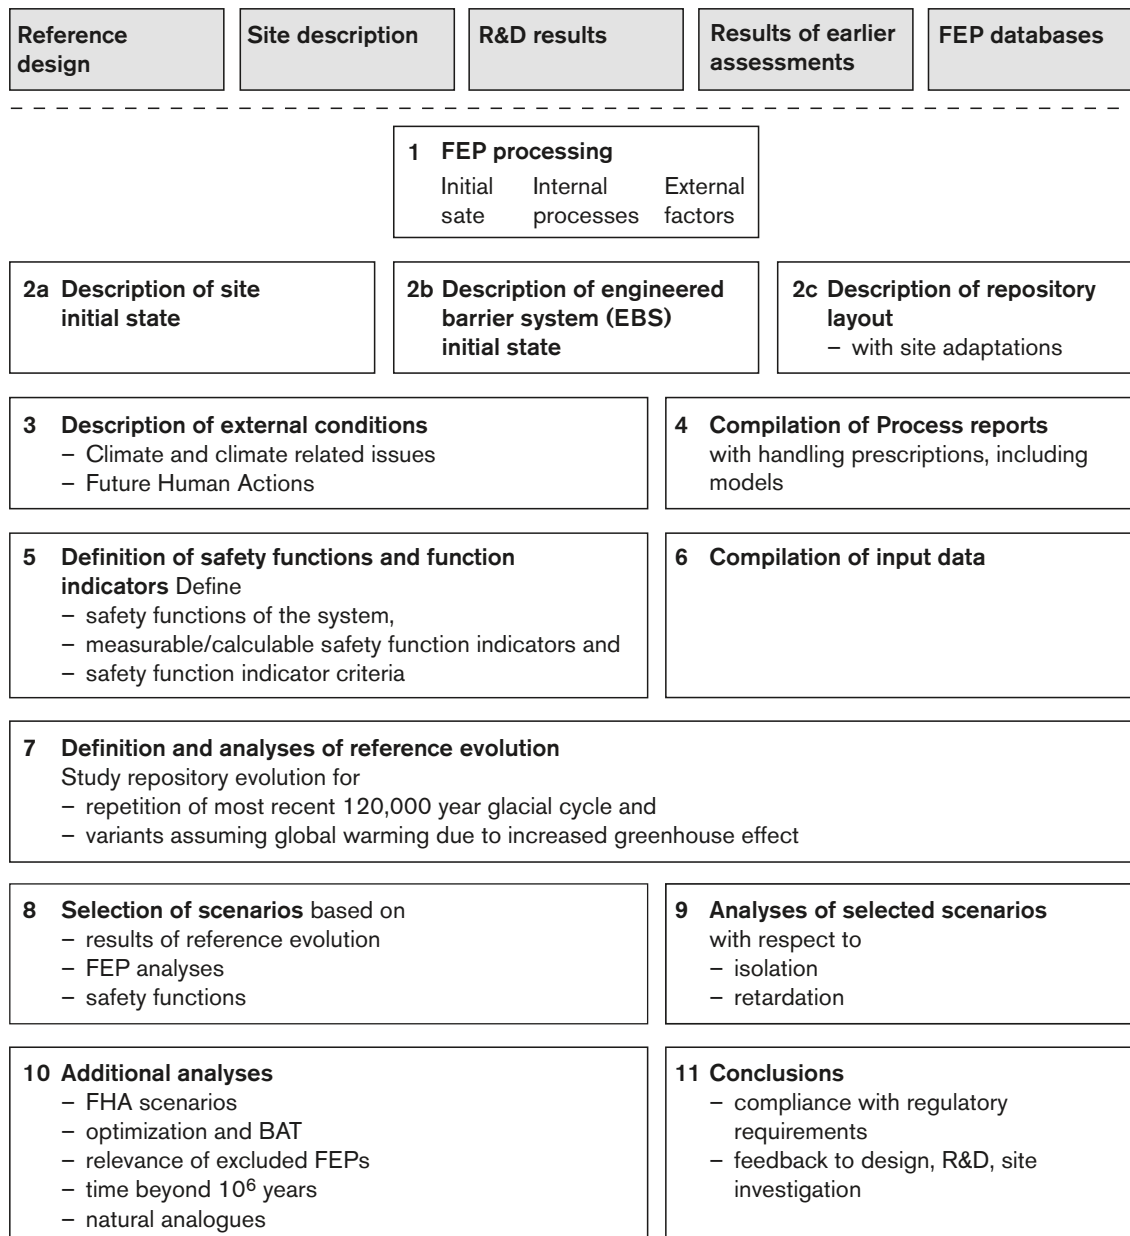 Reference
design
Site description
R&D results
Results of earlier
assessments
FEP databases
1 FEP processing
Initial
sate
Internal
processes
External
factors
2a Description of site
initial state
2b Description of engineered
barrier system (EBS)
initial state
2c Description of repository
layout
– with site adaptations
3 Description of external conditions
– Climate and climate related issues
– Future Human Actions
4 Compilation of Process reports
with handling prescriptions, including
models
5 Definition of safety functions and function
indicators Define
– safety functions of the system,
– measurable/calculable safety function indicators and
– safety function indicator criteria
6 Compilation of input data
7 Definition and analyses of reference evolution
Study repository evolution for
– repetition of most recent 120,000 year glacial cycle and
– variants assuming global warming due to increased greenhouse effect
8 Selection of scenarios based on
– results of reference evolution
– FEP analyses
– safety functions
9 Analyses of selected scenarios
with respect to
– isolation
– retardation
10 Additional analyses
– FHA scenarios
– optimization and BAT
– relevance of excluded FEPs
– time beyond 10⁶ years
– natural analogues
11 Conclusions
– compliance with regulatory
requirements
– feedback to design, R&D, site
investigation